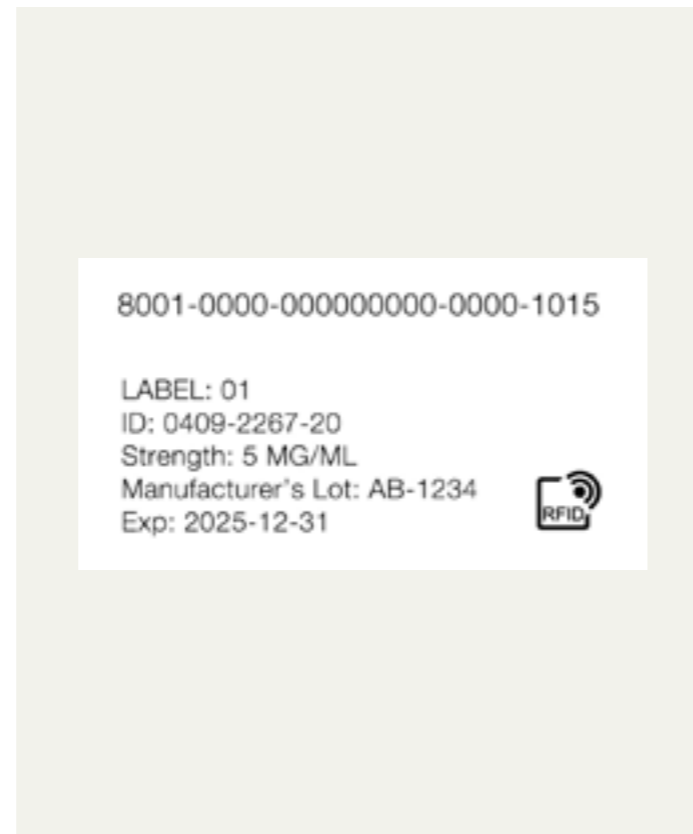 8001-0000-000000000-0000-1015
LABEL: 01
ID: 0409-2267-20
Strength: 5 MG/ML
Manufacturer's Lot: AB-1234
Exp: 2025-12-31
RFID